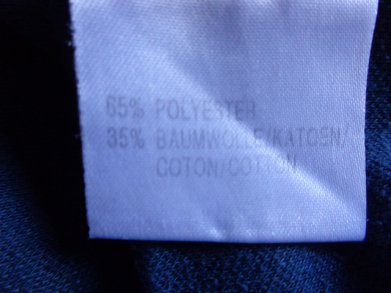 65% POLYESTER
35% BAUMWOLLE/KATOEN/
COTON/COTTON